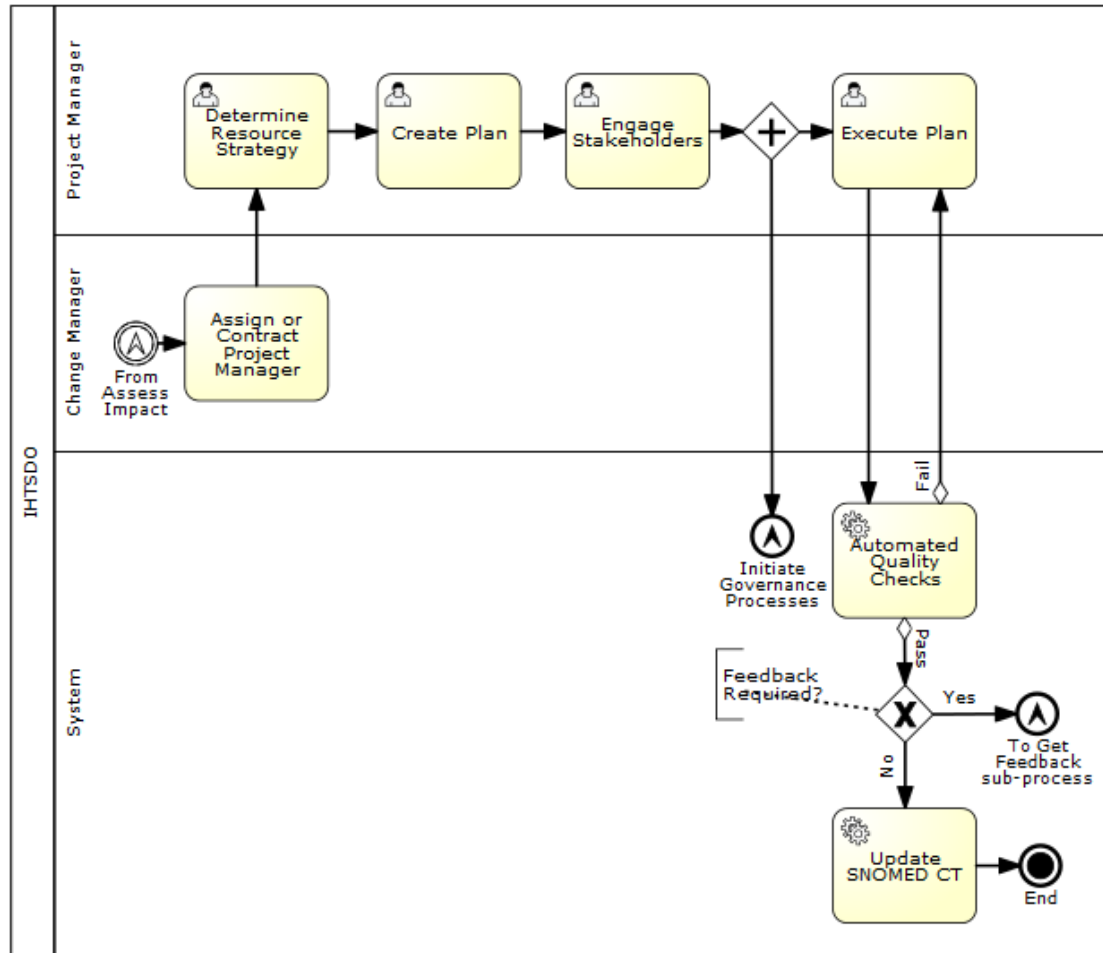 IHTSDO
Project Manager
Determine
Resource
Strategy
Create Plan
Engage
Stakeholders
Execute Plan
Change Manager
From
Assess
Impact
Assign or
Contract
Project
Manager
System
Initiate
Governance
Processes
Fail
Automated
Quality
Checks
Pass
Feedback
Required?
Yes
To Get
Feedback
sub-process
No
Update
SNOMED CT
End